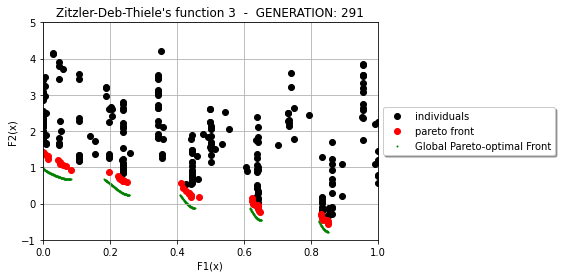 Zitzler-Deb-Thiele's function 3 - GENERATION: 291
5
4
3
2
1
0
−1
F2(x)
0.0 0.2 0.4 0.6 0.8 1.0
F1(x)
individuals
pareto front
Global Pareto-optimal Front